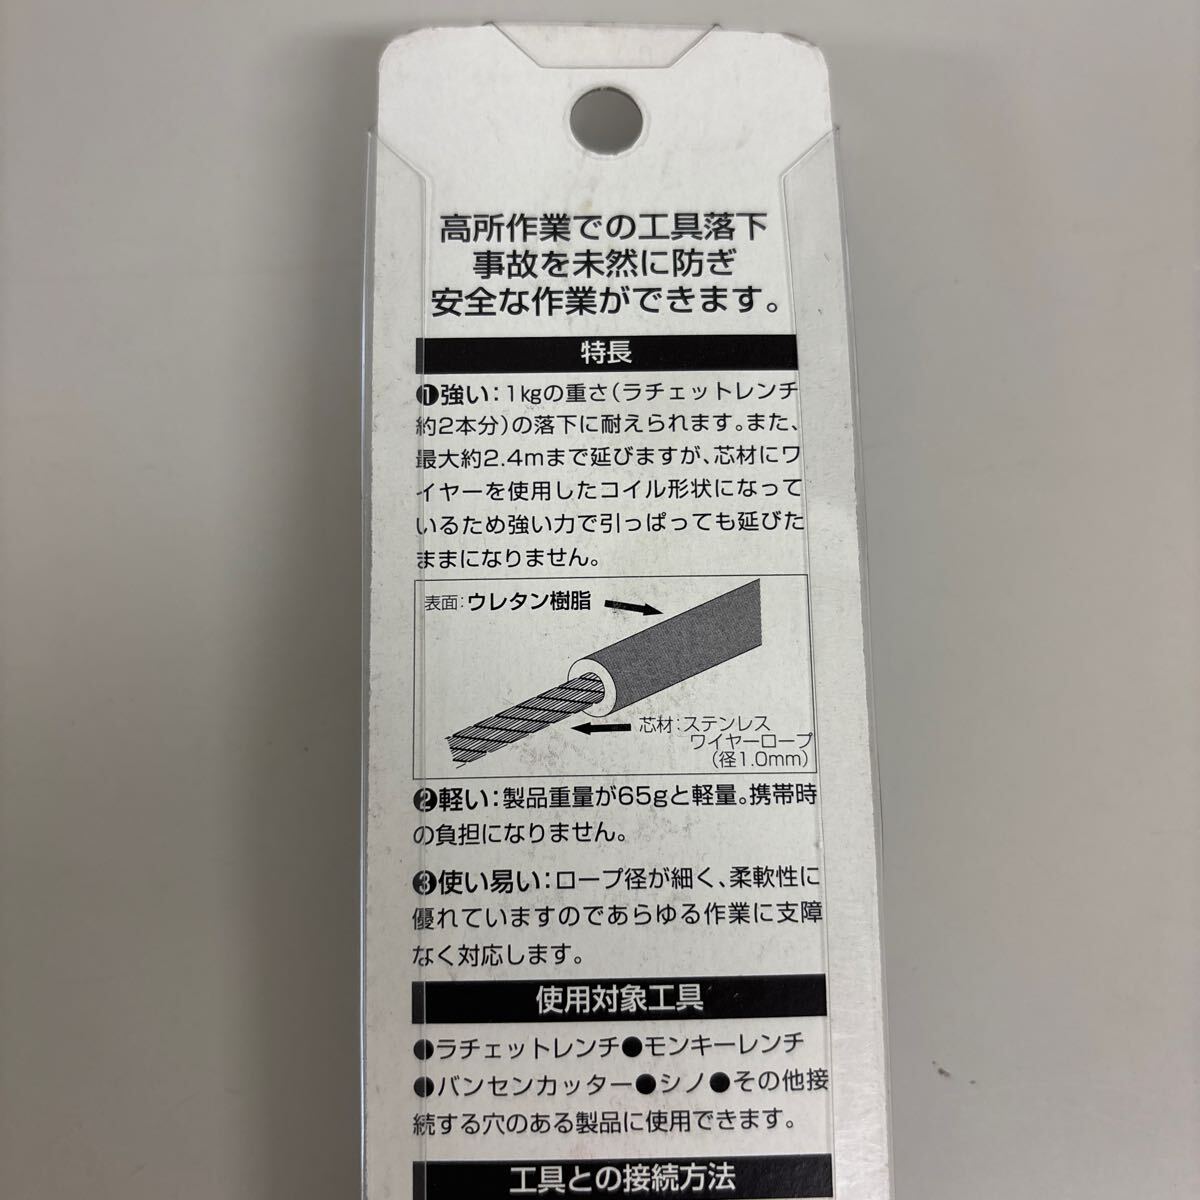 高所作業での工具落下
事故を未然に防ぎ
安全な作業ができます。
特長
❶強い：1kgの重さ(ラチェットレンチ
約2本分)の落下に耐えられます。また、
最大約2.4mまで延びますが、芯材にワ
イヤーを使用したコイル形状になって
いるため強い力で引っぱっても延びた
ままになりません。
表面：ウレタン樹脂
芯材：ステンレス
ワイヤーロープ
(径1.0mm)
❷軽い：製品重量が65gと軽量。携帯時
の負担になりません。
❸使い易い：ロープ径が細く、柔軟性に
優れていますのであらゆる作業に支障
なく対応します。
使用対象工具
●ラチェットレンチ●モンキーレンチ
●バンセンカッター●シノ●その他接
続する穴のある製品に使用できます。
工具との接続方法